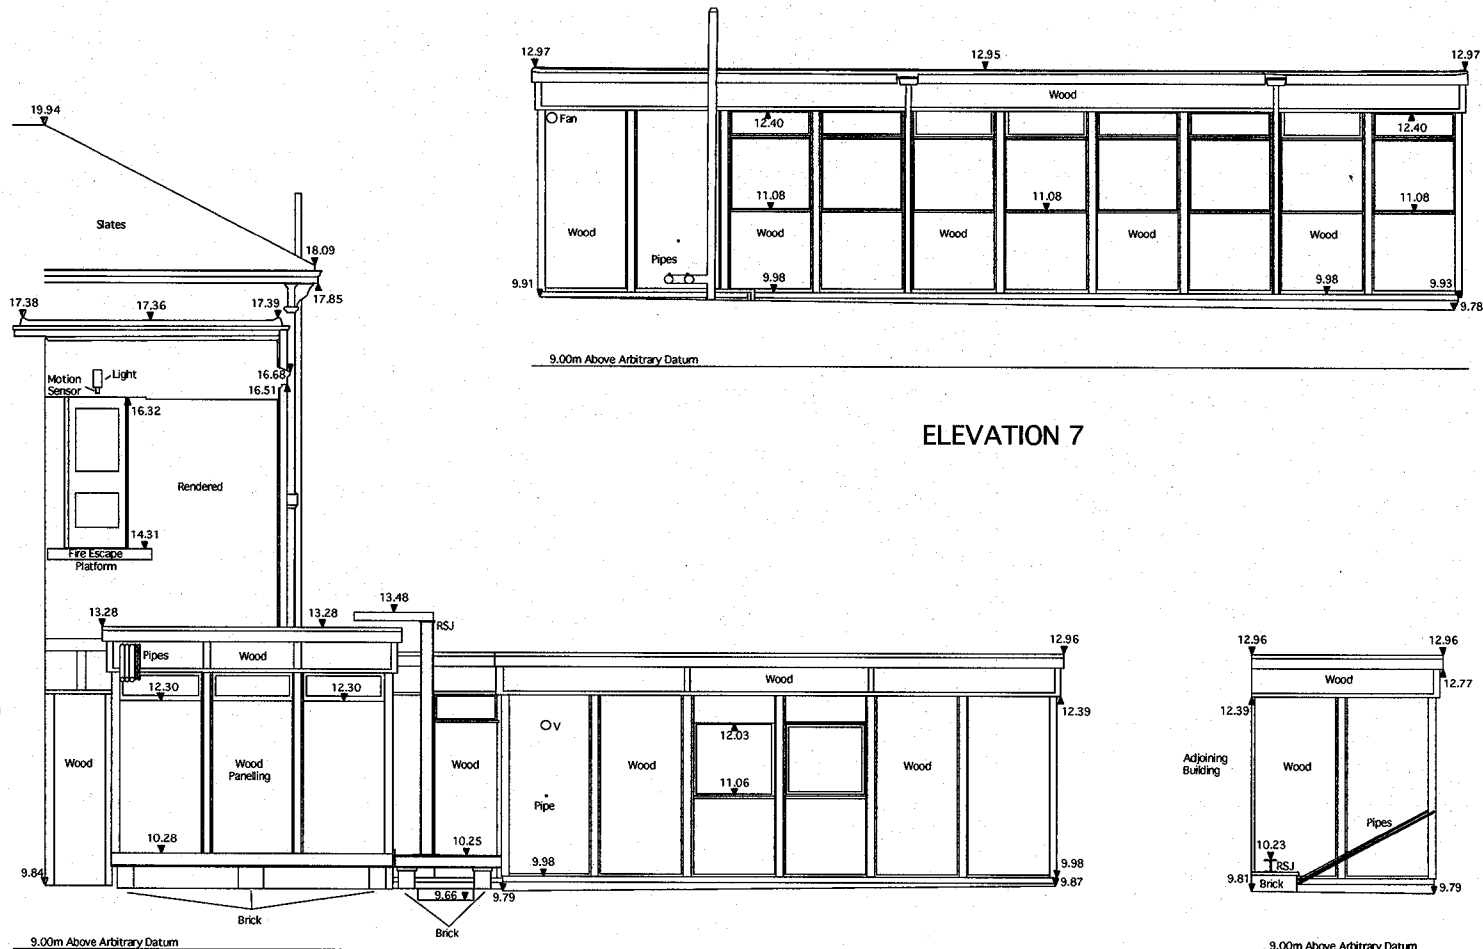 12.97
12.95
12.97
Wood
Fan
12.40
12.40
11.08
11.08
11.08
Wood
Wood
Wood
Wood
Wood
Pipes
9.91
9.98
9.98
9.93
9.78
9.00m Above Arbitrary Datum
ELEVATION 7
19.94
Slates
18.09
17.85
17.38
17.36
17.39
16.68
16.51
Motion
Sensor
Light
16.32
Rendered
14.31
Fire Escape
Platform
13.28
13.28
13.48
RSJ
Pipes
Wood
12.30
12.30
Wood
Wood
Panelling
10.28
9.84
Brick
Wood
10.25
9.66
9.79
Brick
12.96
Wood
12.39
V
12.03
Wood
Wood
11.06
Pipe
9.98
9.98
9.87
9.00m Above Arbitrary Datum
12.96
12.96
Wood
12.77
12.39
Adjoining
Building
Wood
Pipes
10.23
RSJ
9.81
Brick
9.79
9.00m Above Arbitrary Datum